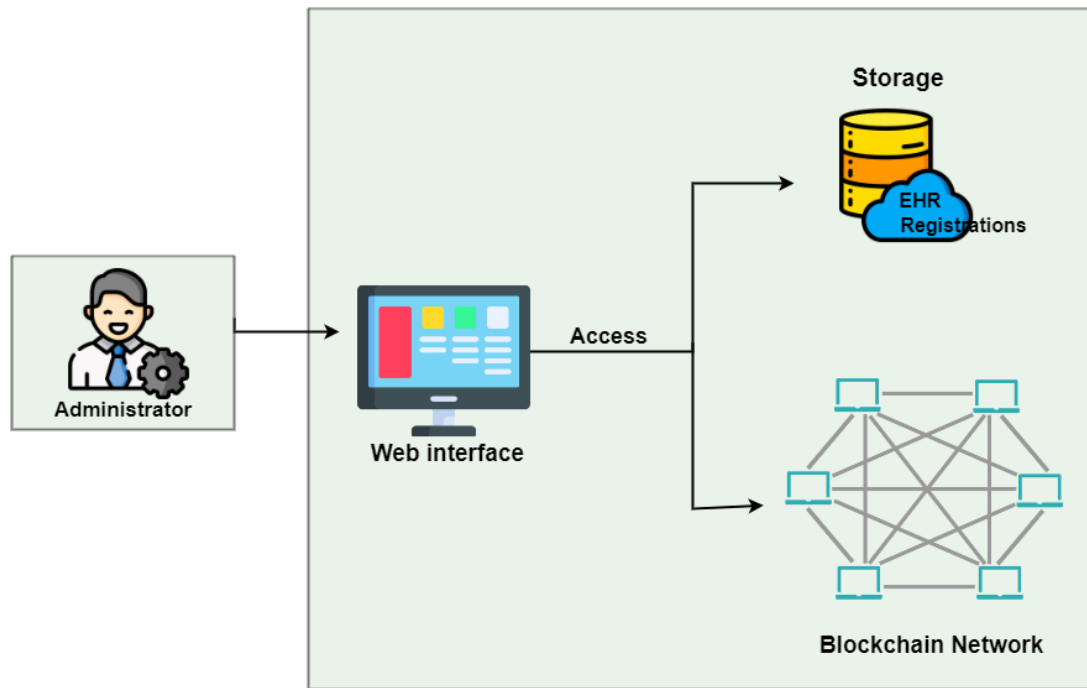 Storage
EHR
Registrations
Administrator
Access
Web interface
Blockchain Network